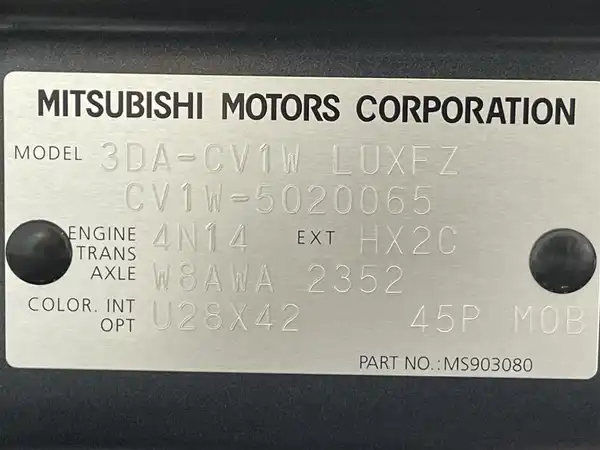 MITSUBISHI MOTORS CORPORATION
MODEL 3DA-CV1W LUXFZ
CV1W-5020065
ENGINE 4N14 EXT HX2C
TRANS
AXLE W8AWA 2352
COLOR. INT U28X42 45P M0B
OPT
PART NO.:MS903080